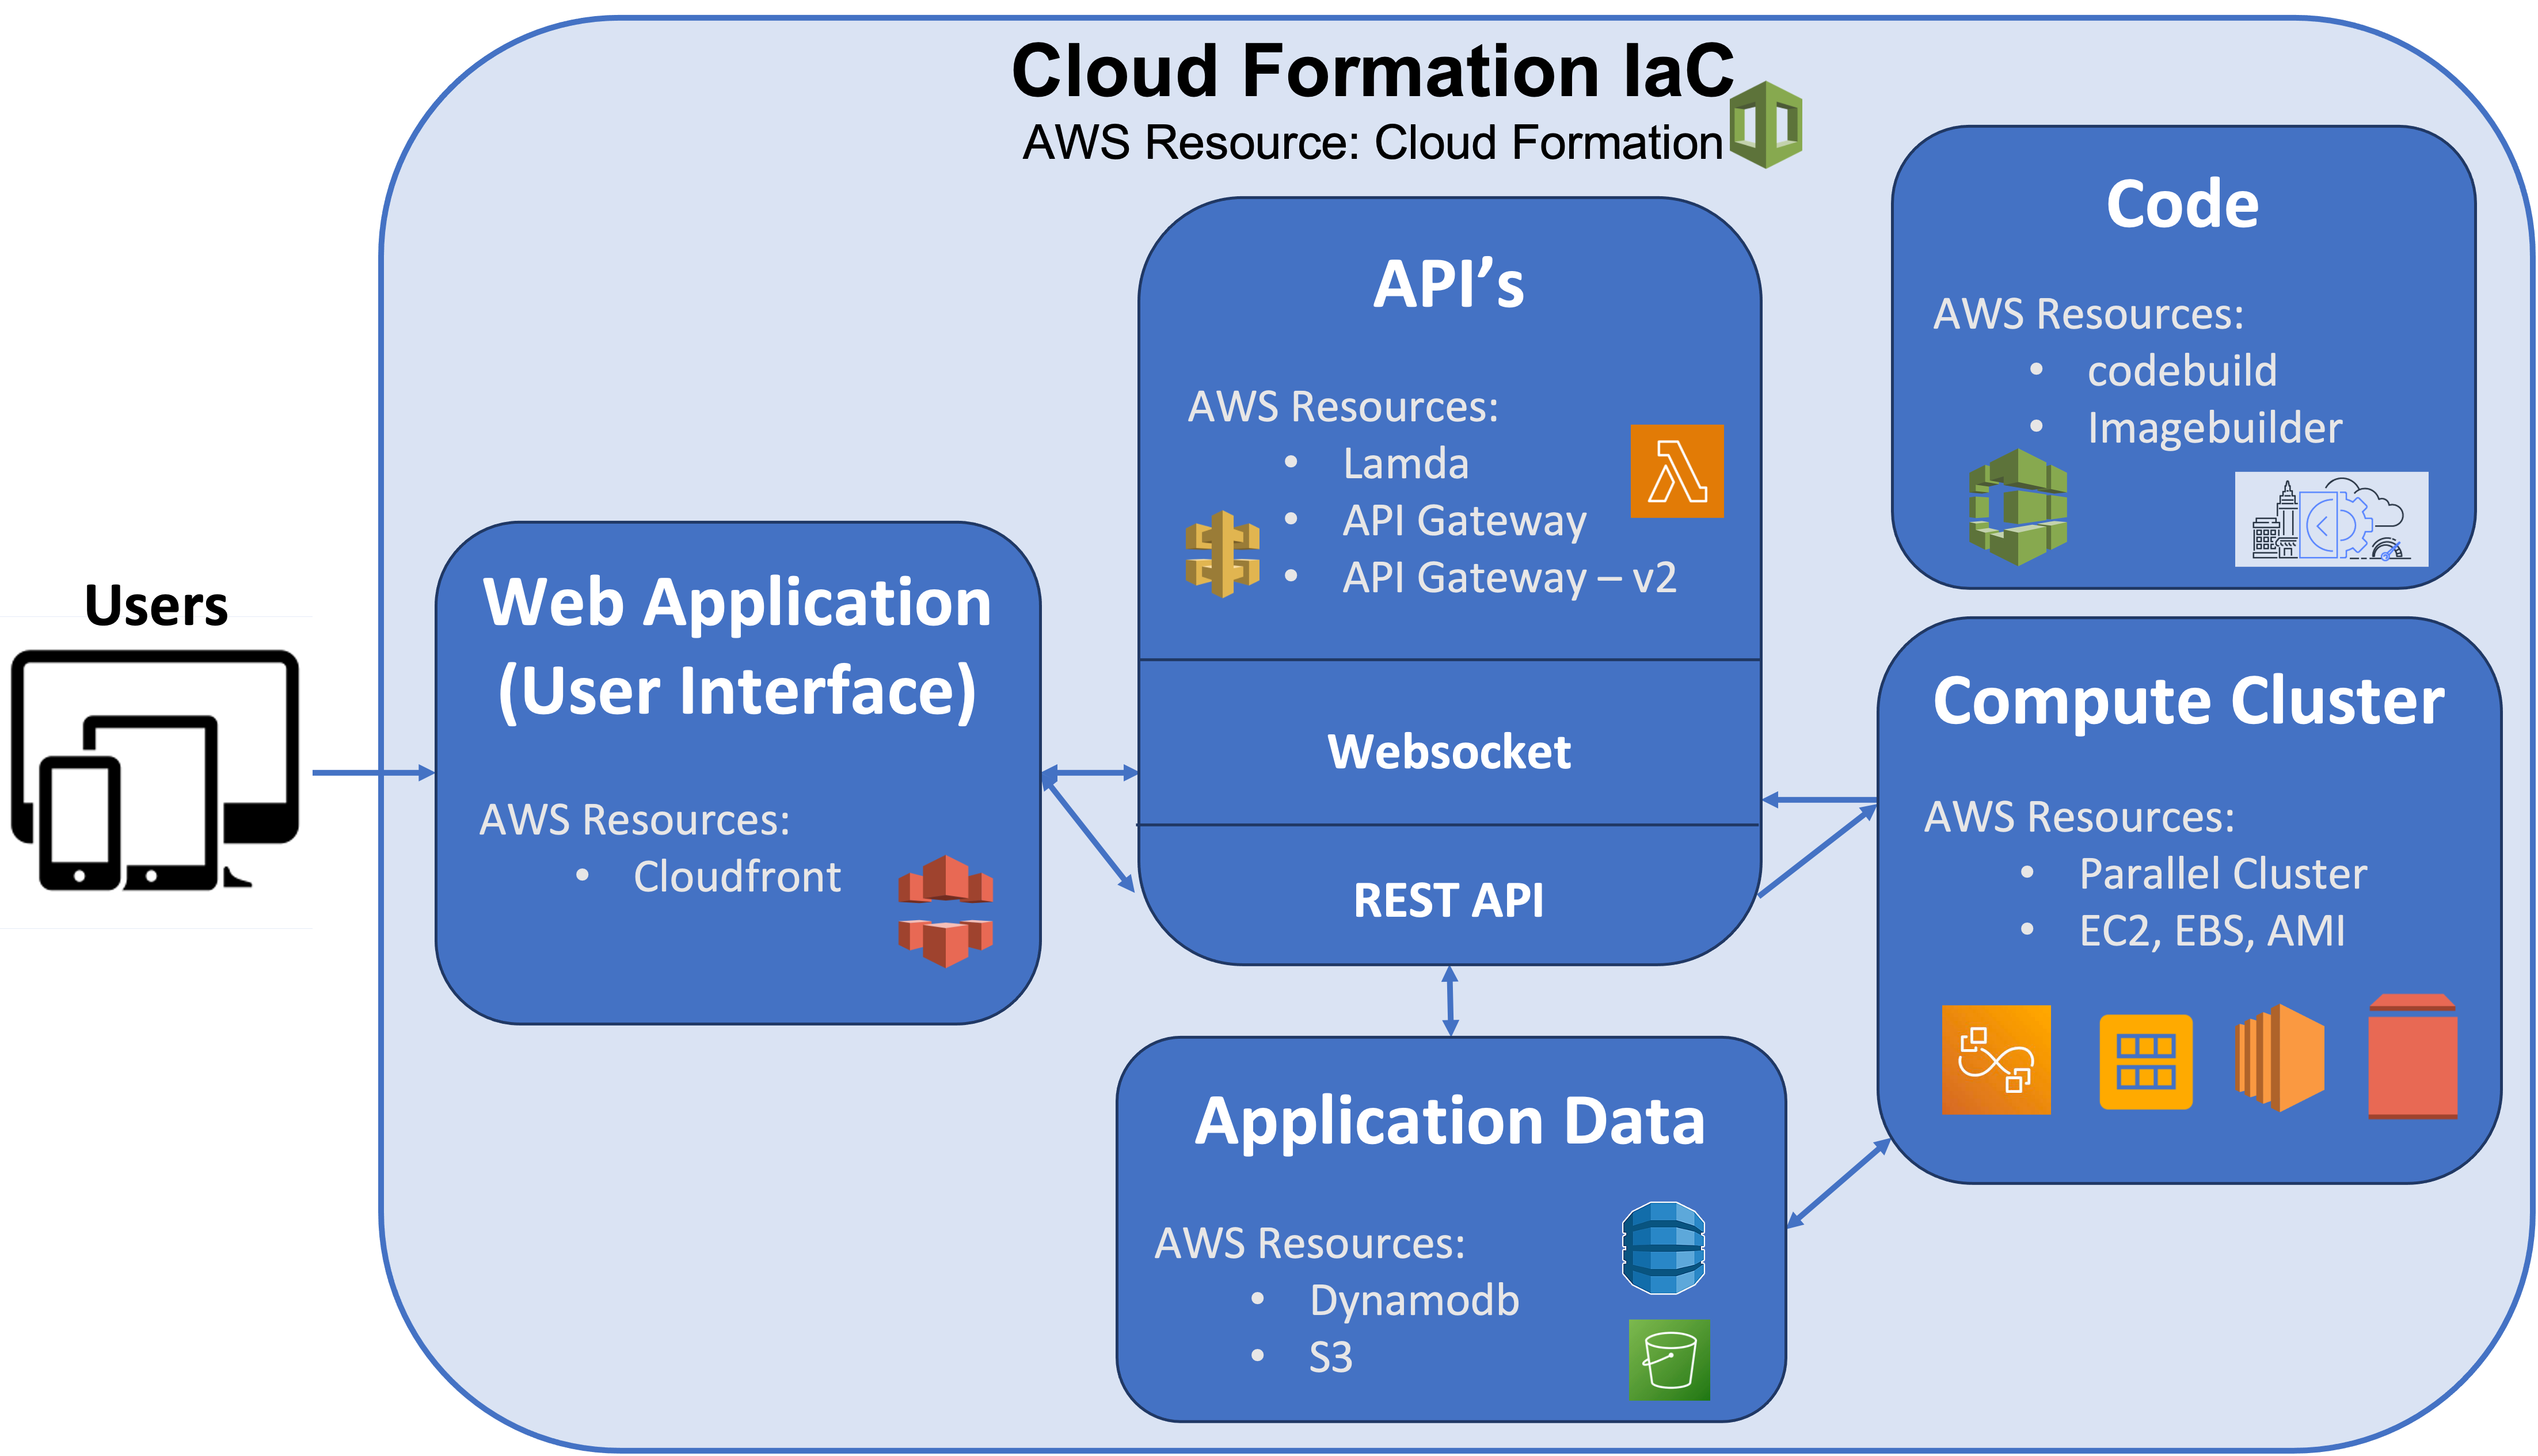 Cloud Formation IaC
AWS Resource: Cloud Formation
Users
Web Application
(User Interface)
AWS Resources:
• Cloudfront
API’s
AWS Resources:
• Lamda
• API Gateway
• API Gateway – v2
Websocket
REST API
Application Data
AWS Resources:
• Dynamodb
• S3
Code
AWS Resources:
• codebuild
• Imagebuilder
Compute Cluster
AWS Resources:
• Parallel Cluster
• EC2, EBS, AMI